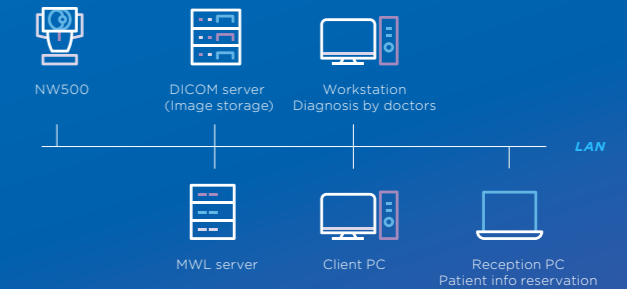 NW500
DICOM server
(Image storage)
Workstation
Diagnosis by doctors
LAN
MWL server
Client PC
Reception PC
Patient info reservation